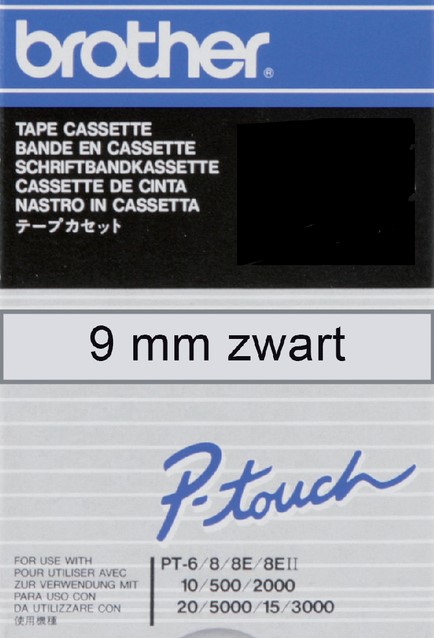 brother®
TAPE CASSETTE
BANDE EN CASSETTE
SCHRIFTBANDKASSETTE
CASSETTE DE CINTA
NASTRO IN CASSETTA
テープカセット
9 mm zwart
P-touch
FOR USE WITH
POUR UTILISER AVEC
ZUR VERWENDUNG MIT
PARA USO CON
DA UTILIZZARE CON
使用機種
PT-6/8/8E/8EII
10/500/2000
20/5000/15/3000